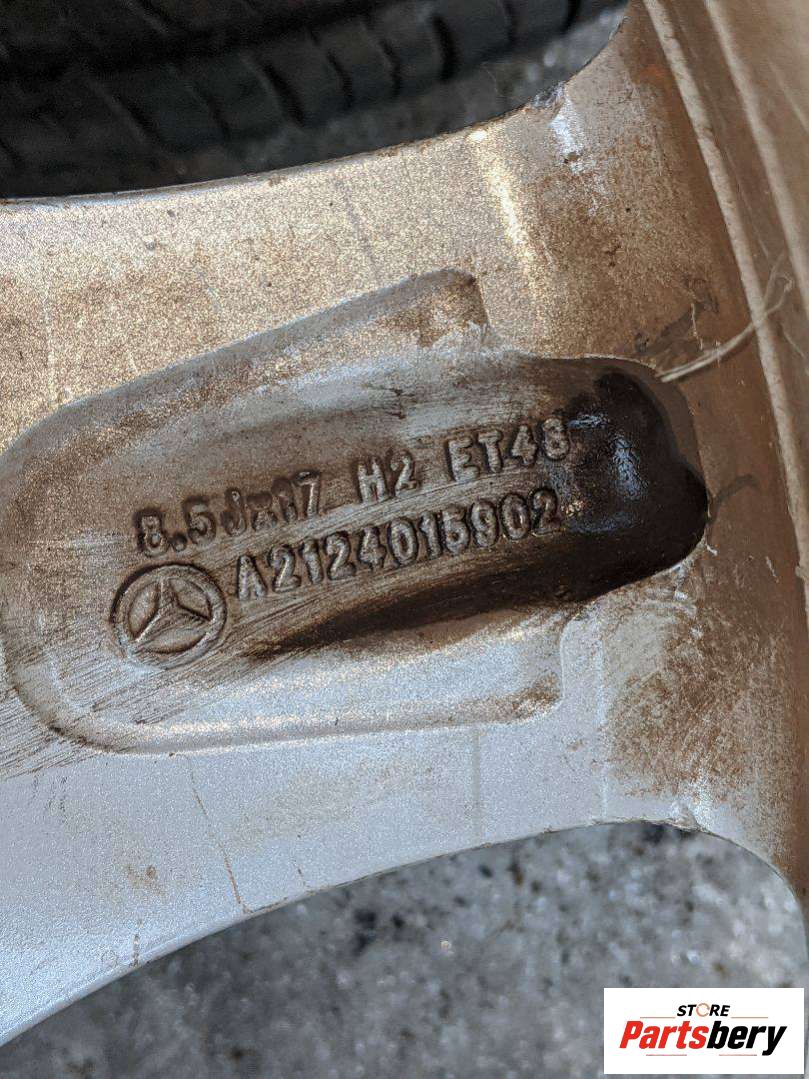 8.5Jx17 H2 ET48
A2124015902
STORE
Partsbery